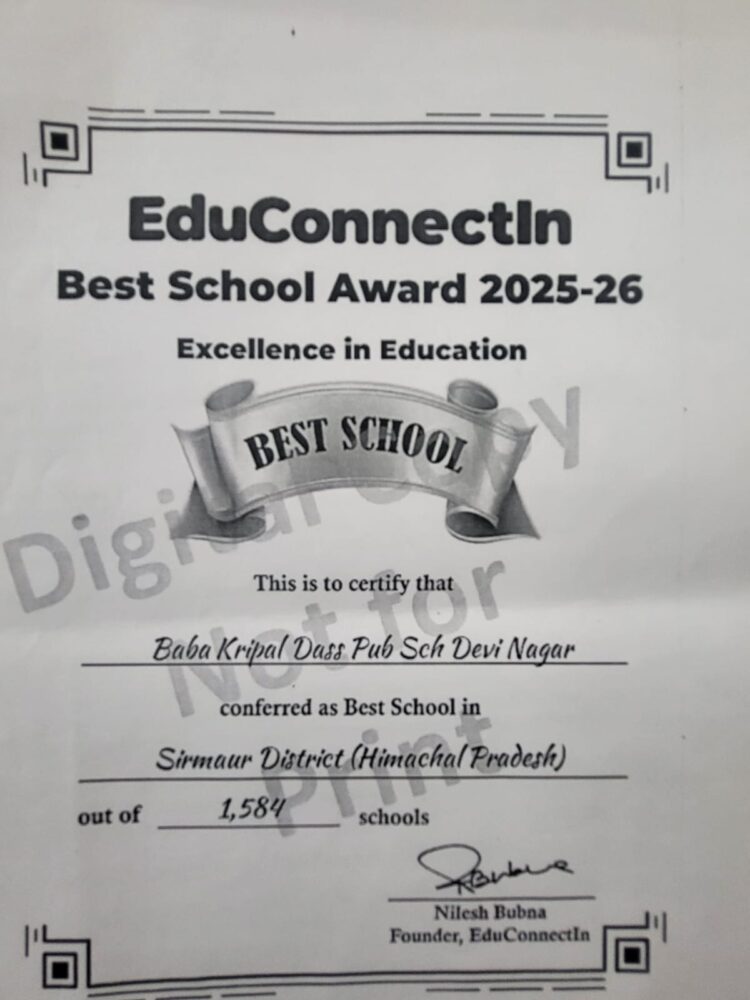 EduConnectIn
Best School Award 2025-26
Excellence in Education
BEST SCHOOL
Digital Copy
Not for
Print
This is to certify that
Baba Kripal Dass Pub Sch Devi Nagar
conferred as Best School in
Sirmaur District (Himachal Pradesh)
out of 1,584 schools
Bubna
Nilesh Bubna
Founder, EduConnectIn